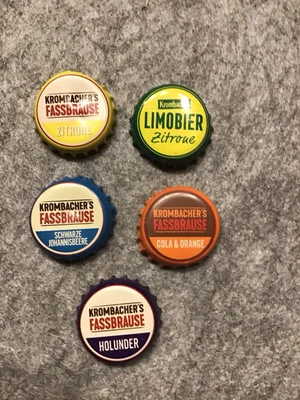 KROMBACHER'S
FASSBRAUSE
ZITRONE
Krombacher
LIMOBIER
Zitrone
KROMBACHER'S
FASSBRAUSE
SCHWARZE
JOHANNISBEERE
KROMBACHER'S
FASSBRAUSE
COLA & ORANGE
KROMBACHER'S
FASSBRAUSE
HOLUNDER